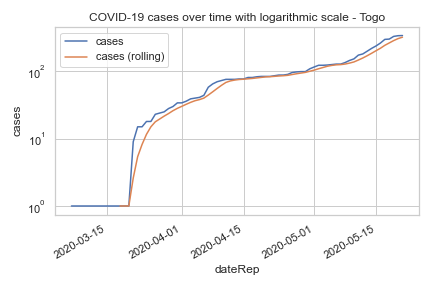 COVID-19 cases over time with logarithmic scale - Togo
cases
cases (rolling)
cases
10²
10¹
10⁰
2020-03-15
2020-04-01
2020-04-15
2020-05-01
2020-05-15
dateRep